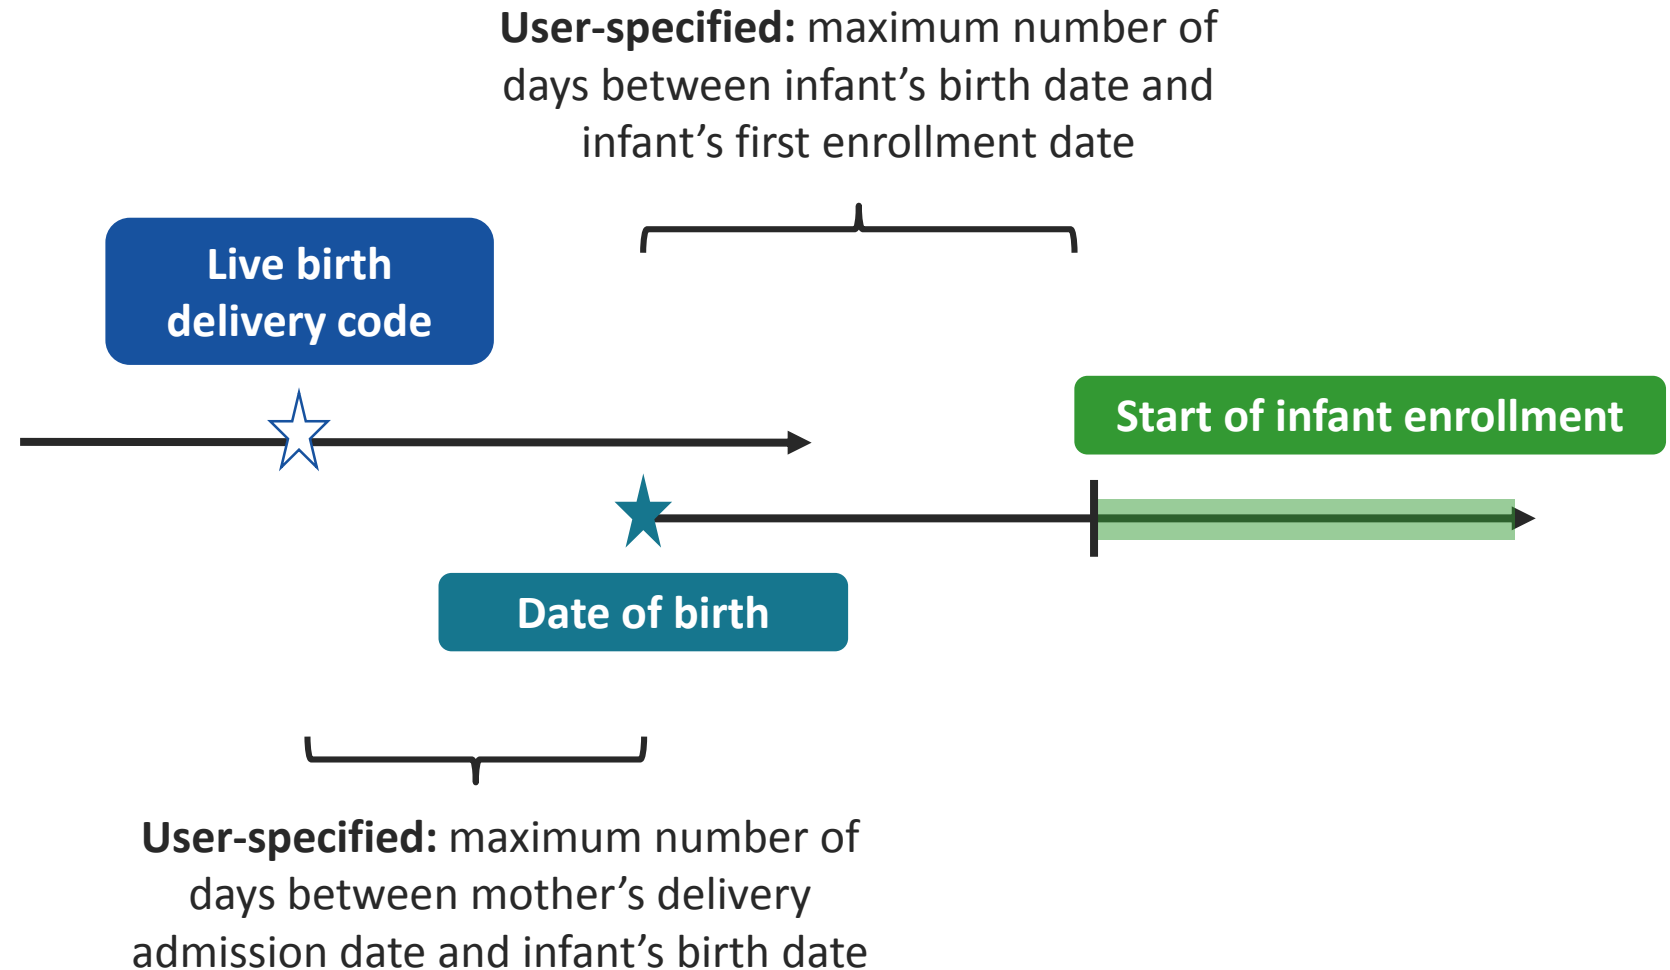 User-specified: maximum number of
days between infant’s birth date and
infant’s first enrollment date
Live birth
delivery code
Start of infant enrollment
Date of birth
User-specified: maximum number of
days between mother’s delivery
admission date and infant’s birth date